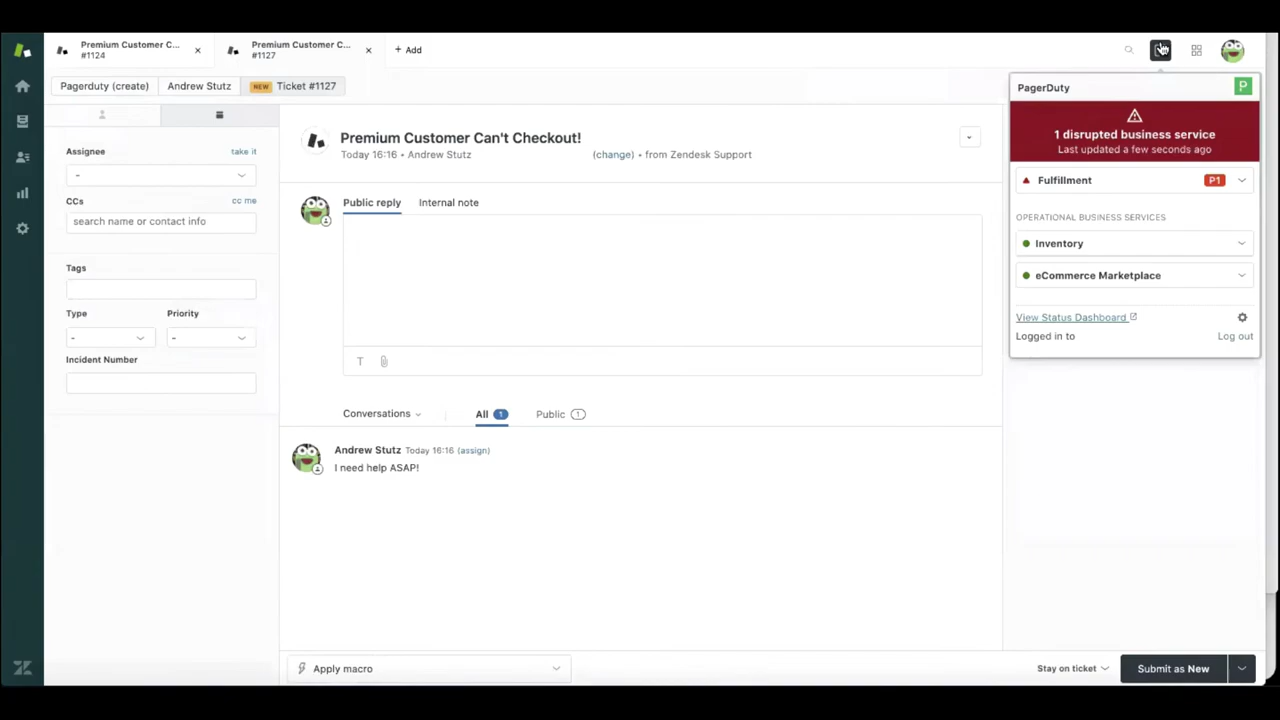 Premium Customer C...
#1124
Premium Customer C...
#1127
+ Add
Pagerduty (create)
Andrew Stutz
NEW Ticket #1127
Assignee
take it
-
CCs
cc me
search name or contact info
Tags
Type
Priority
-
-
Incident Number
Premium Customer Can't Checkout!
Today 16:16 • Andrew Stutz
(change) • from Zendesk Support
Public reply
Internal note
T
Conversations
All 1
Public 1
Andrew Stutz Today 16:16 (assign)
I need help ASAP!
Apply macro
Stay on ticket
Submit as New
PagerDuty
P
1 disrupted business service
Last updated a few seconds ago
Fulfillment
P1
OPERATIONAL BUSINESS SERVICES
Inventory
eCommerce Marketplace
View Status Dashboard
Logged in to
Log out